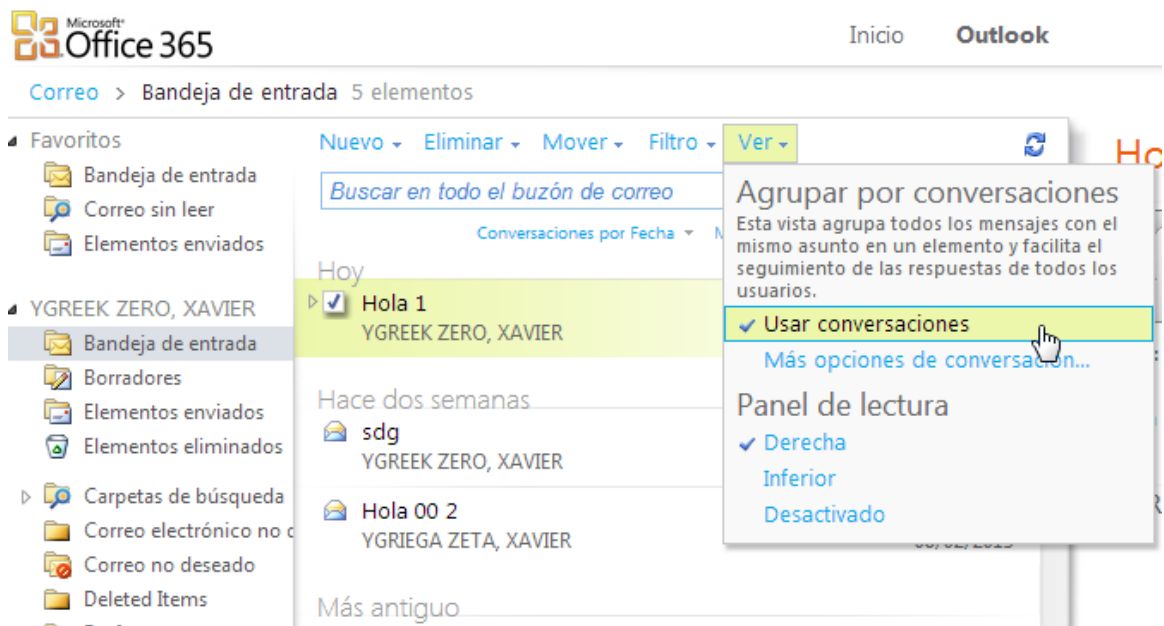 Microsoft
Office 365
Inicio Outlook
Correo > Bandeja de entrada 5 elementos
Favoritos
Bandeja de entrada
Correo sin leer
Elementos enviados
YGREEK ZERO, XAVIER
Bandeja de entrada
Borradores
Elementos enviados
Elementos eliminados
Carpetas de búsqueda
Correo electrónico no
Correo no deseado
Deleted Items
Nuevo Eliminar Mover Filtro Ver
Buscar en todo el buzón de correo
Conversaciones por Fecha
Hoy
Hola 1
YGREEK ZERO, XAVIER
Hace dos semanas
sdg
YGREEK ZERO, XAVIER
Hola 00 2
YGRIEGA ZETA, XAVIER
Más antiguo
Agrupar por conversaciones
Esta vista agrupa todos los mensajes con el
mismo asunto en un elemento y facilita el
seguimiento de las respuestas de todos los
usuarios.
Usar conversaciones
Más opciones de conversación...
Panel de lectura
Derecha
Inferior
Desactivado